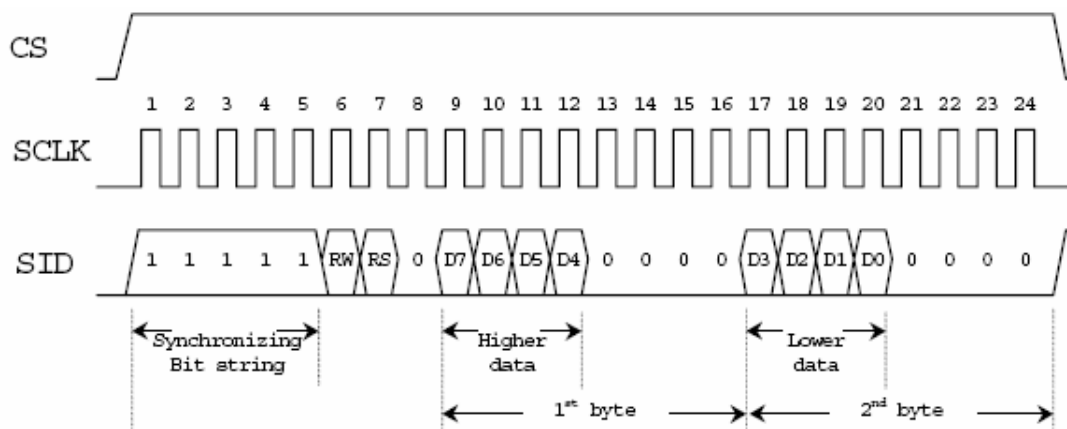 CS
1 2 3 4 5 6 7 8 9 10 11 12 13 14 15 16 17 18 19 20 21 22 23 24
SCLK
SID 1 1 1 1 1 RW RS 0 D7 D6 D5 D4 0 0 0 0 D3 D2 D1 D0 0 0 0 0
Synchronizing Higher Lower
Bit string data data
1st byte 2nd byte